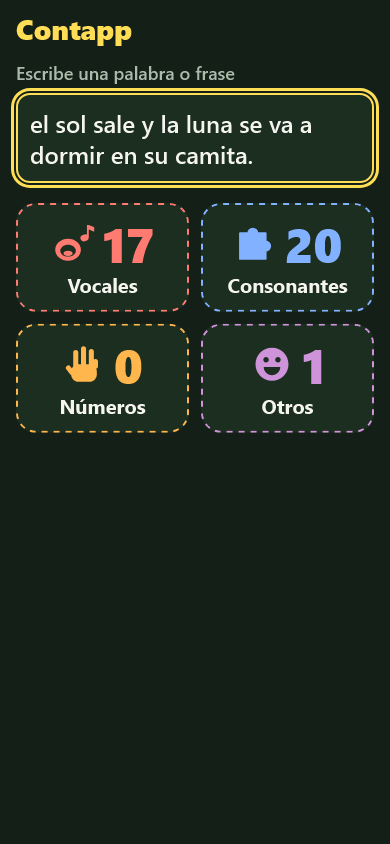 Contapp
Escribe una palabra o frase
el sol sale y la luna se va a
dormir en su camita.
17
Vocales
20
Consonantes
0
Números
1
Otros